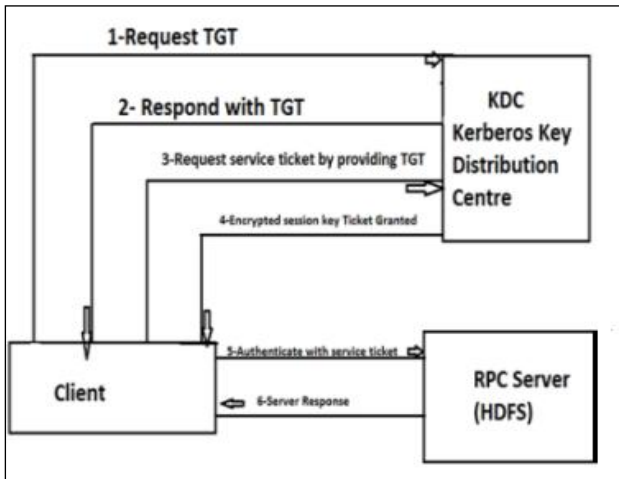 1-Request TGT
KDC
Kerberos Key
Distribution
Centre
2- Respond with TGT
3-Request service ticket by providing TGT
4-Encrypted session key Ticket Granted
5-Authenticate with service ticket
Client
RPC Server
(HDFS)
6-Server Response